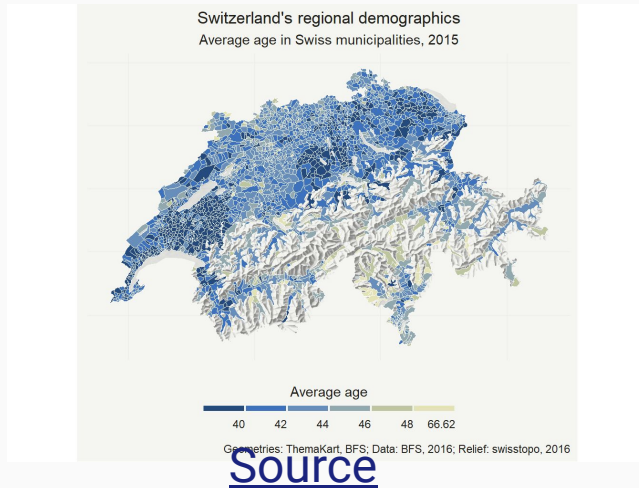 Switzerland's regional demographics
Average age in Swiss municipalities, 2015
Average age
40 42 44 46 48 66.62
Geometries: ThemaKart, BFS; Data: BFS, 2016; Relief: swisstopo, 2016
Source